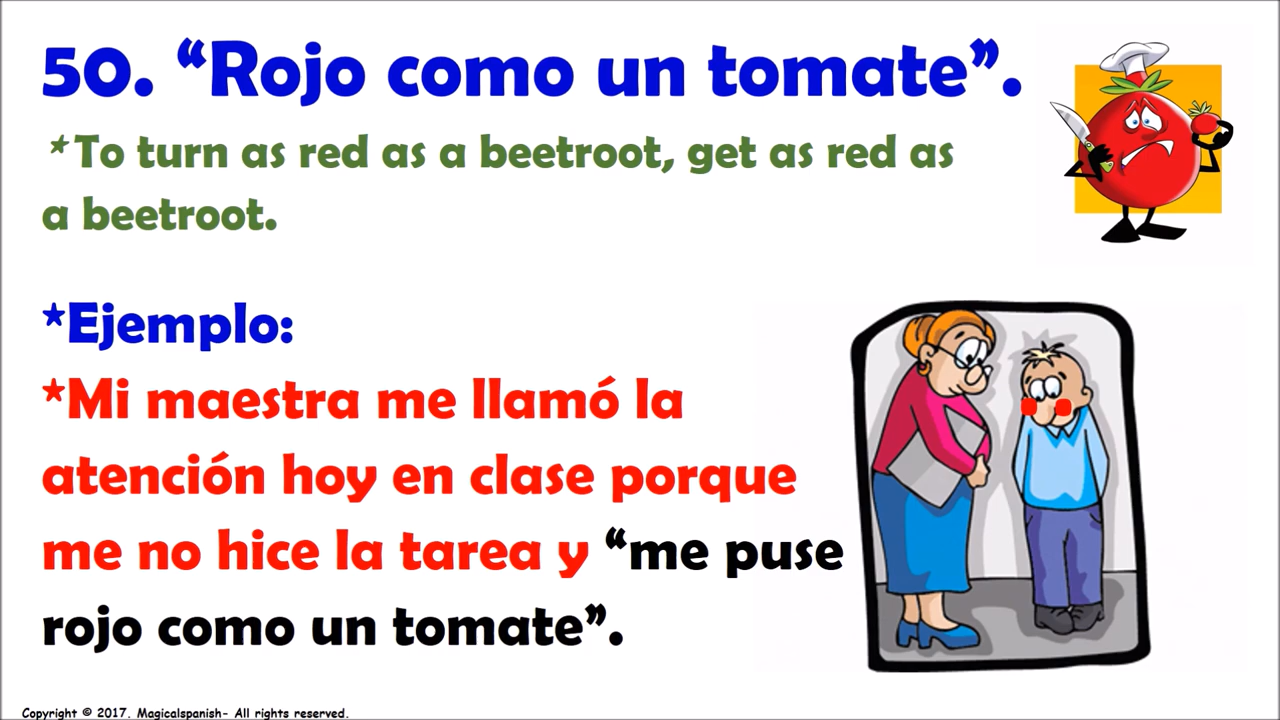 50. “Rojo como un tomate”.
*To turn as red as a beetroot, get as red as
a beetroot.
*Ejemplo:
*Mi maestra me llamó la
atención hoy en clase porque
me no hice la tarea y “me puse
rojo como un tomate”.
Copyright © 2017. Magicalspanish- All rights reserved.